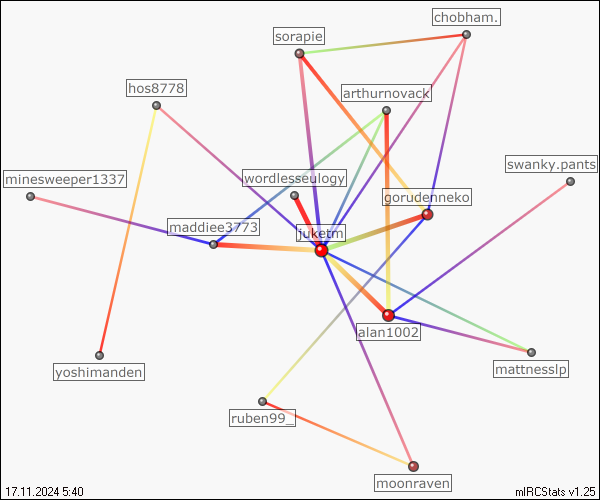 chobham.
sorapie
hos8778
arthurnovack
swanky.pants
minesweeper1337
wordlesseulogy
gorudenneko
maddiee3773
juketm
alan1002
yoshimanden
mattnesslp
ruben99_
moonraven
17.11.2024 5:40
mIRCStats v1.25